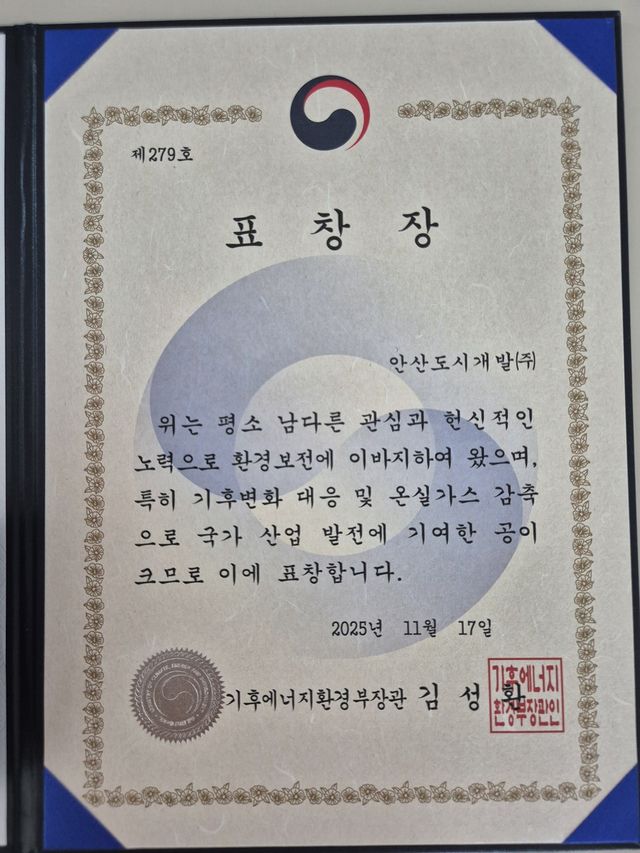 제279호
표 창 장
안산도시개발(주)
위는 평소 남다른 관심과 헌신적인
노력으로 환경보전에 이바지하여 왔으며,
특히 기후변화 대응 및 온실가스 감축
으로 국가 산업 발전에 기여한 공이
크므로 이에 표창합니다.
2025년 11월 17일
기후에너지환경부장관 김 성 환
기후에너지
환경부장관인